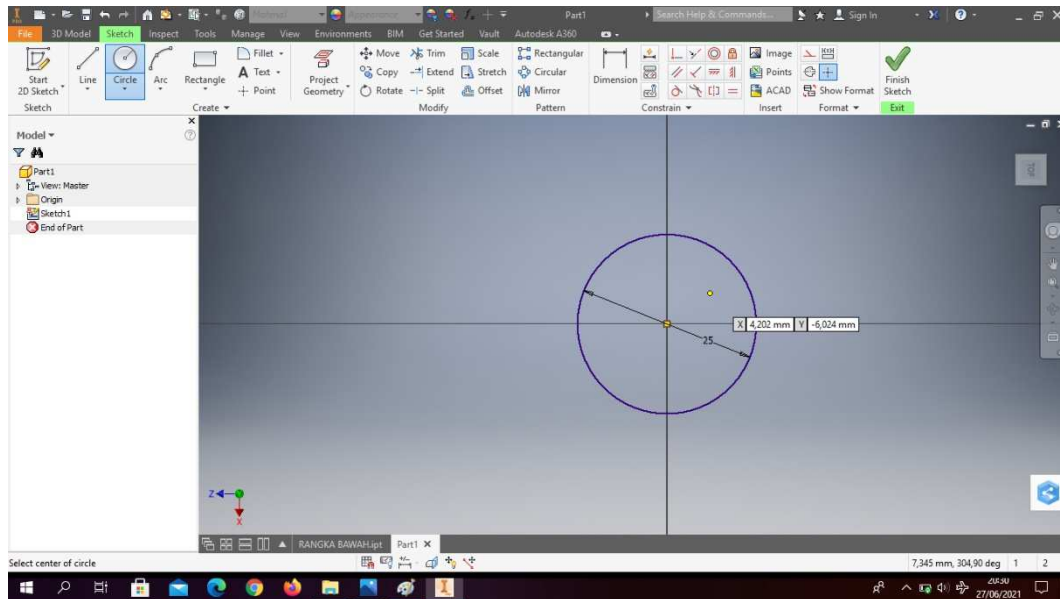 PRO Material Appearance fx Part1 Search Help & Commands... Sign In
File 3D Model Sketch Inspect Tools Manage View Environments BIM Get Started Vault Autodesk A360
Start
2D Sketch
Line
Circle
Arc
Rectangle
Fillet
Text
Point
Project
Geometry
Move Trim Scale
Copy Extend Stretch
Rotate Split Offset
Rectangular
Circular
Mirror
Dimension
Image
Points
ACAD
Show Format
Finish
Sketch
Sketch Create Modify Pattern Constrain Insert Format Exit
Model
Part1
View: Master
Origin
Sketch1
End of Part
TOP
X 4,202 mm Y -6,024 mm
25
Z
X
RANGKA BAWAH.ipt Part1
Select center of circle
7,345 mm, 304,90 deg 1 2
20:30
27/06/2021